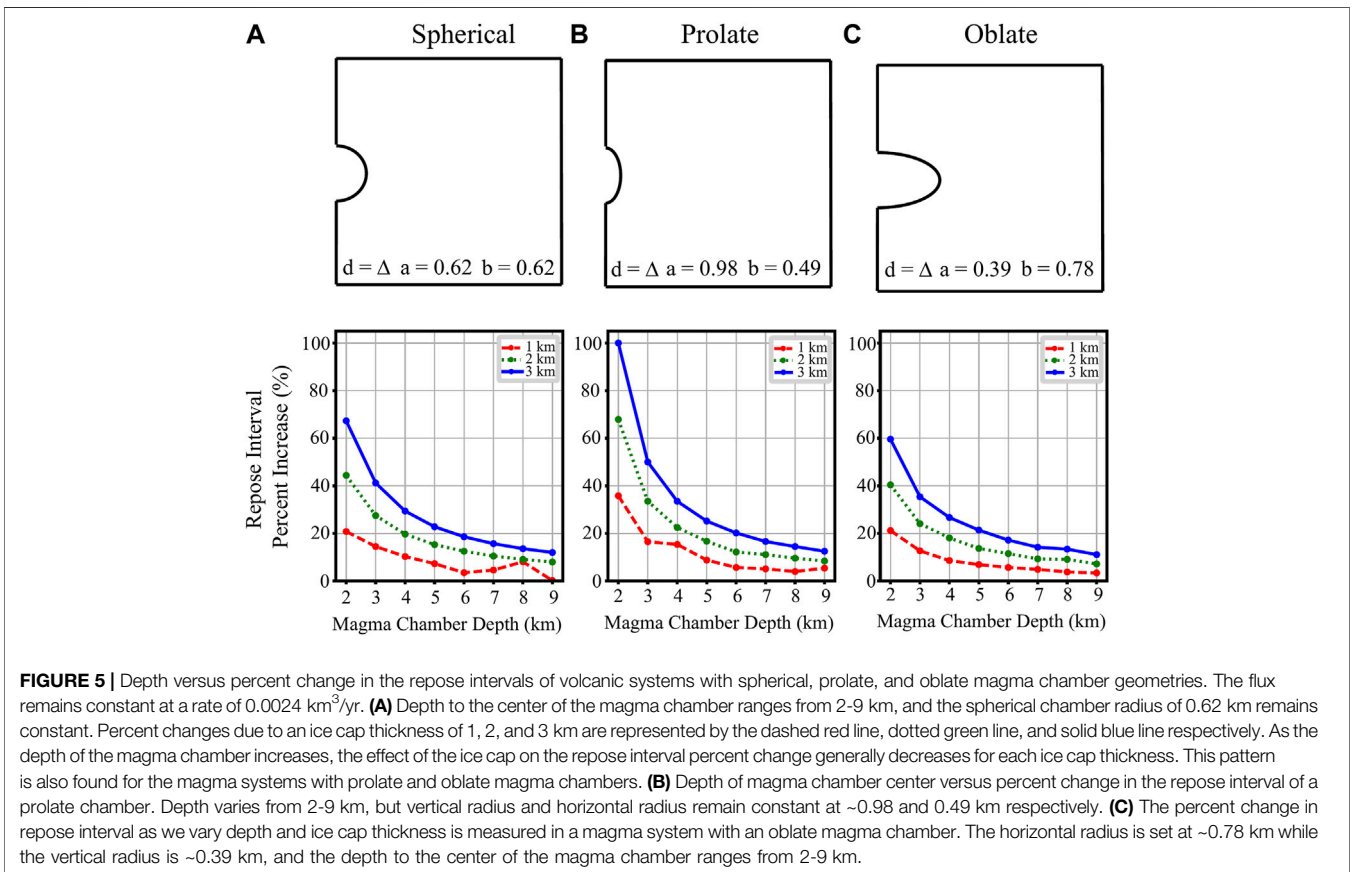 A Spherical B Prolate C Oblate
d = Δ a = 0.62 b = 0.62
d = Δ a = 0.98 b = 0.49
d = Δ a = 0.39 b = 0.78
Repose Interval
Percent Increase (%)
100
80
60
40
20
0
1 km
2 km
3 km
2 3 4 5 6 7 8 9
Magma Chamber Depth (km)
100
80
60
40
20
0
1 km
2 km
3 km
2 3 4 5 6 7 8 9
Magma Chamber Depth (km)
100
80
60
40
20
0
1 km
2 km
3 km
2 3 4 5 6 7 8 9
Magma Chamber Depth (km)
FIGURE 5 | Depth versus percent change in the repose intervals of volcanic systems with spherical, prolate, and oblate magma chamber geometries. The flux
remains constant at a rate of 0.0024 km³/yr. (A) Depth to the center of the magma chamber ranges from 2-9 km, and the spherical chamber radius of 0.62 km remains
constant. Percent changes due to an ice cap thickness of 1, 2, and 3 km are represented by the dashed red line, dotted green line, and solid blue line respectively. As the
depth of the magma chamber increases, the effect of the ice cap on the repose interval percent change generally decreases for each ice cap thickness. This pattern
is also found for the magma systems with prolate and oblate magma chambers. (B) Depth of magma chamber center versus percent change in the repose interval of a
prolate chamber. Depth varies from 2-9 km, but vertical radius and horizontal radius remain constant at ~0.98 and 0.49 km respectively. (C) The percent change in
repose interval as we vary depth and ice cap thickness is measured in a magma system with an oblate magma chamber. The horizontal radius is set at ~0.78 km while
the vertical radius is ~0.39 km, and the depth to the center of the magma chamber ranges from 2-9 km.